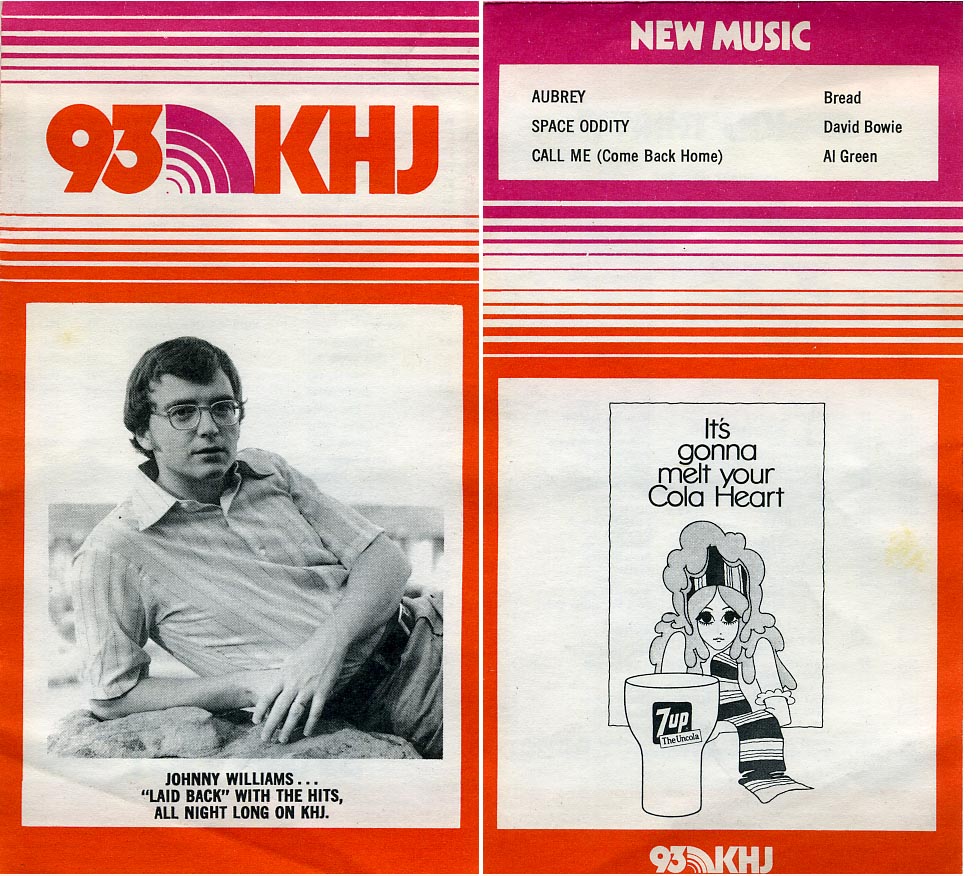 93 KHJ
JOHNNY WILLIAMS...
"LAID BACK" WITH THE HITS,
ALL NIGHT LONG ON KHJ.
NEW MUSIC
AUBREY Bread
SPACE ODDITY David Bowie
CALL ME (Come Back Home) Al Green
It's
gonna
melt your
Cola Heart
7up
The Uncola
93 KHJ